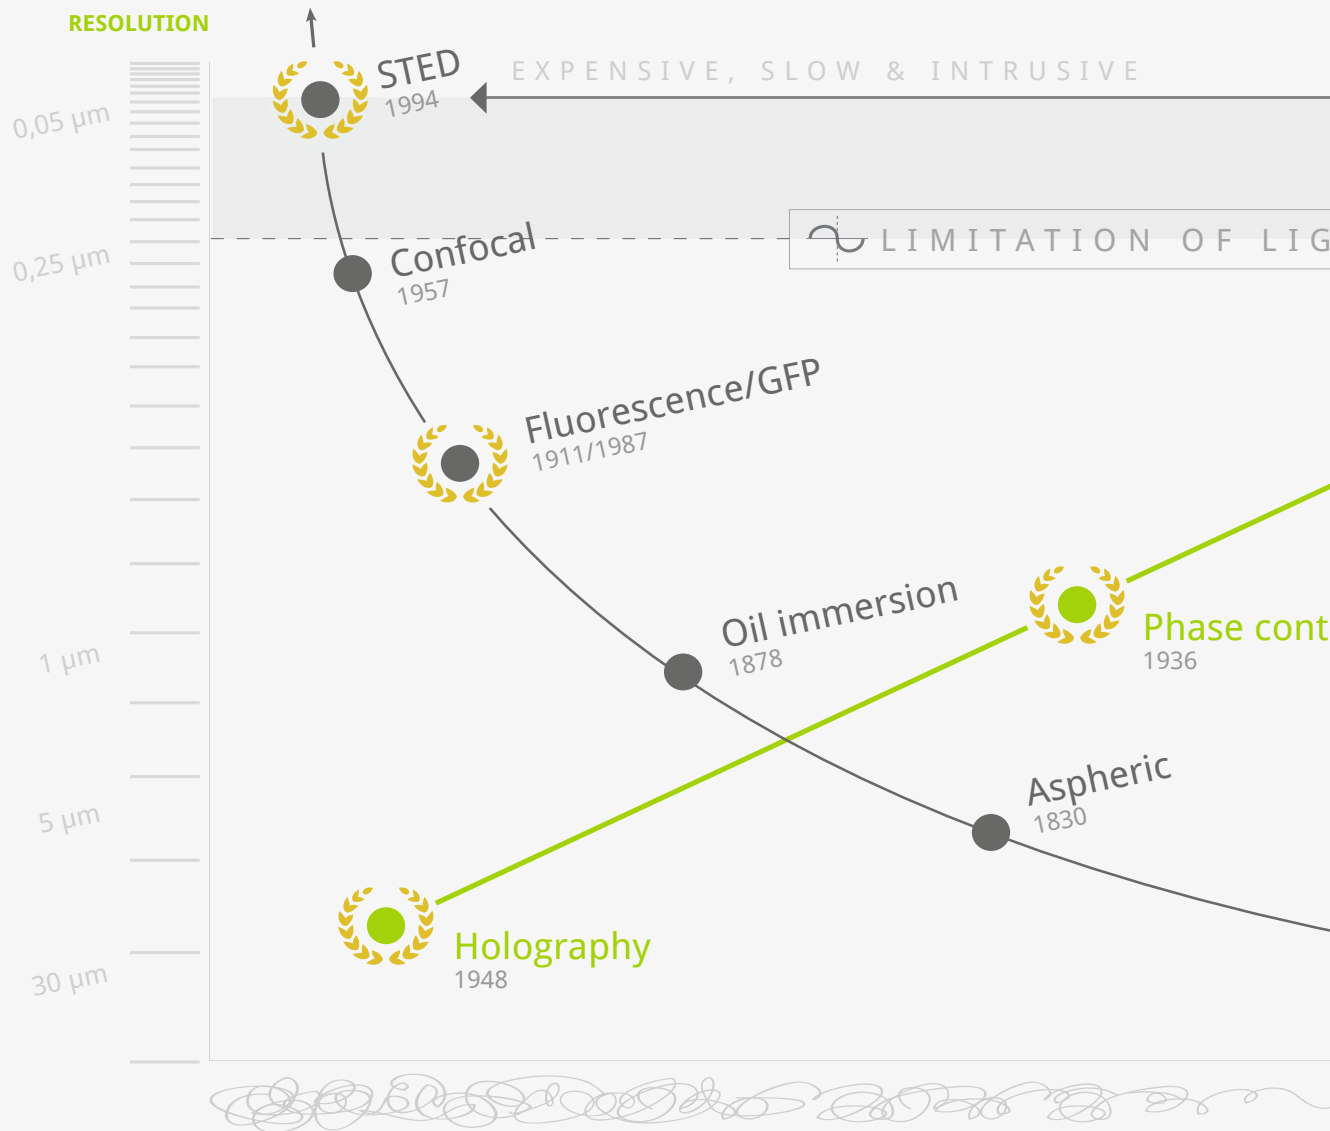 RESOLUTION
STED
1994
EXPENSIVE, SLOW & INTRUSIVE
0,05 µm
LIMITATION OF LIG
Confocal
1957
0,25 µm
Fluorescence/GFP
1911/1987
Oil immersion
1878
Phase cont
1936
1 µm
Aspheric
1830
5 µm
Holography
1948
30 µm